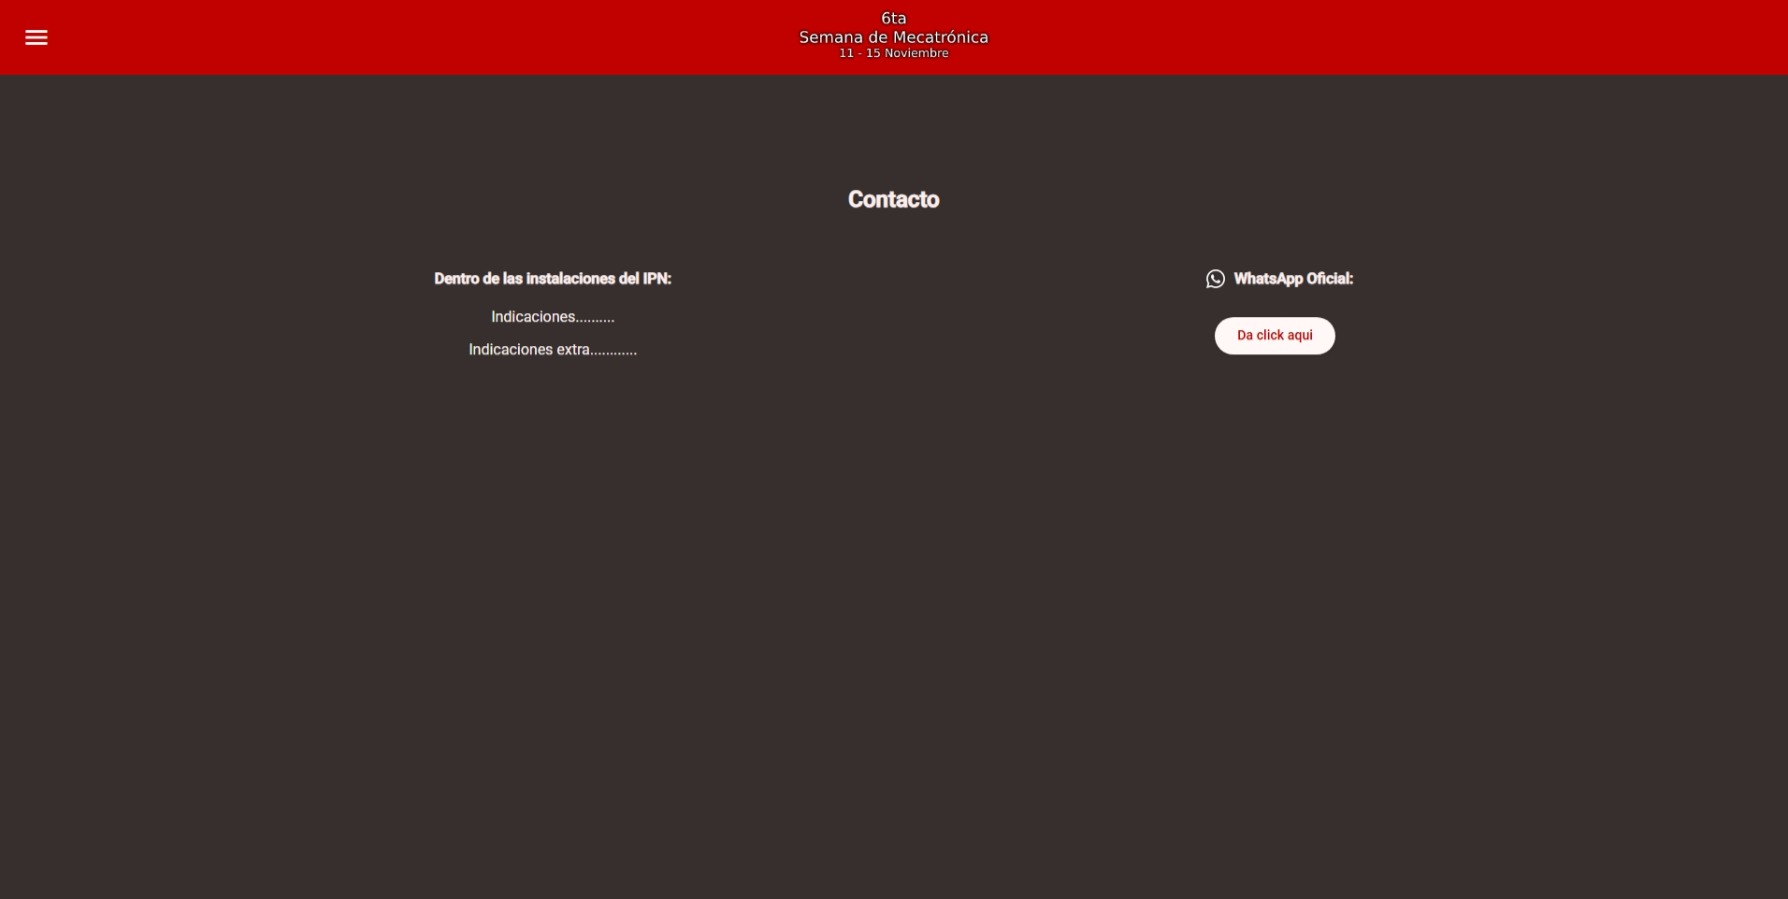 6ta
Semana de Mecatrónica
11 - 15 Noviembre
Contacto
Dentro de las instalaciones del IPN:
Indicaciones..........
Indicaciones extra............
WhatsApp Oficial:
Da click aqui